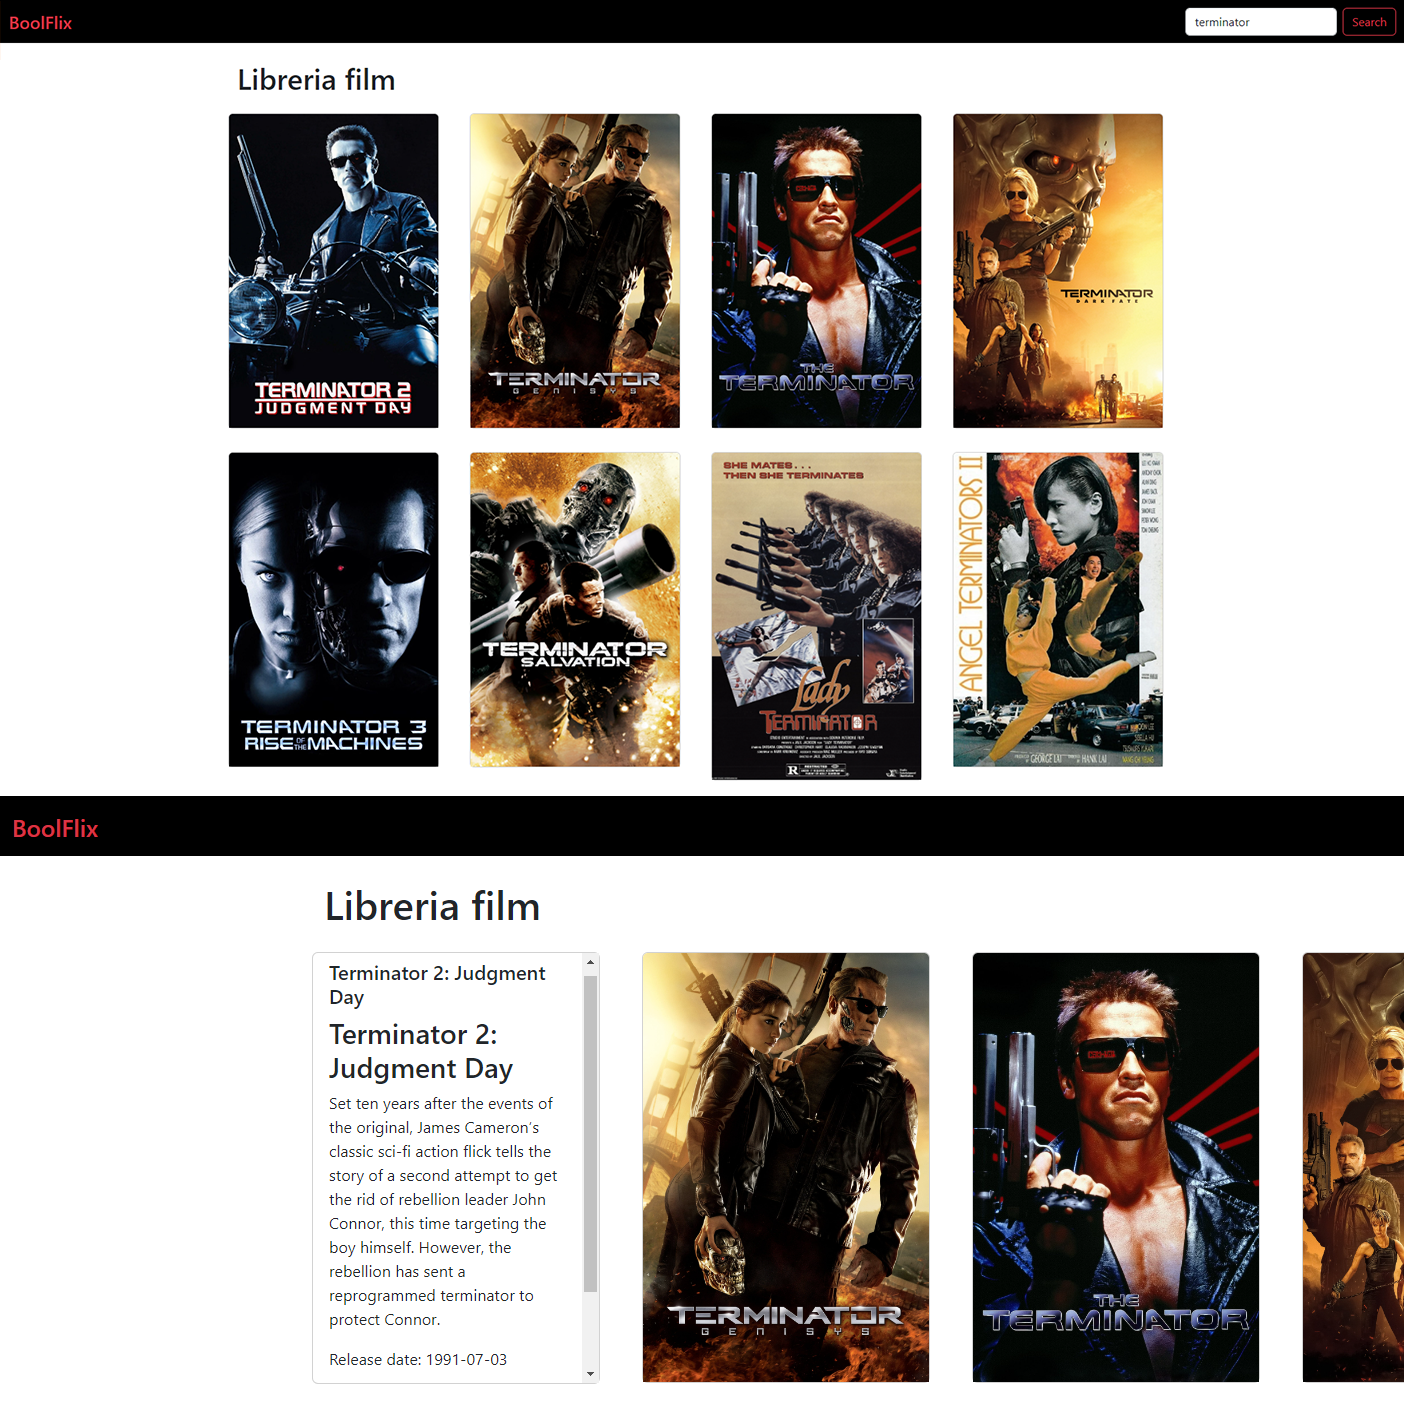 BoolFlix
terminator
Search
Libreria film
TERMINATOR 2
JUDGMENT DAY
TERMINATOR
GENISYS
THE
TERMINATOR
TERMINATOR
DARK FATE
TERMINATOR 3
RISE OF THE MACHINES
TERMINATOR
SALVATION
SHE MATES...
THEN SHE TERMINATES
Lady
TERMINATOR
R RESTRICTED
ANGEL TERMINATORS II
GEORGE LAI
HANK LAI
BoolFlix
Libreria film
Terminator 2: Judgment
Day
Terminator 2:
Judgment Day
Set ten years after the events of
the original, James Cameron's
classic sci-fi action flick tells the
story of a second attempt to get
the rid of rebellion leader John
Connor, this time targeting the
boy himself. However, the
rebellion has sent a
reprogrammed terminator to
protect Connor.
Release date: 1991-07-03
TERMINATOR
GENISYS
THE
TERMINATOR